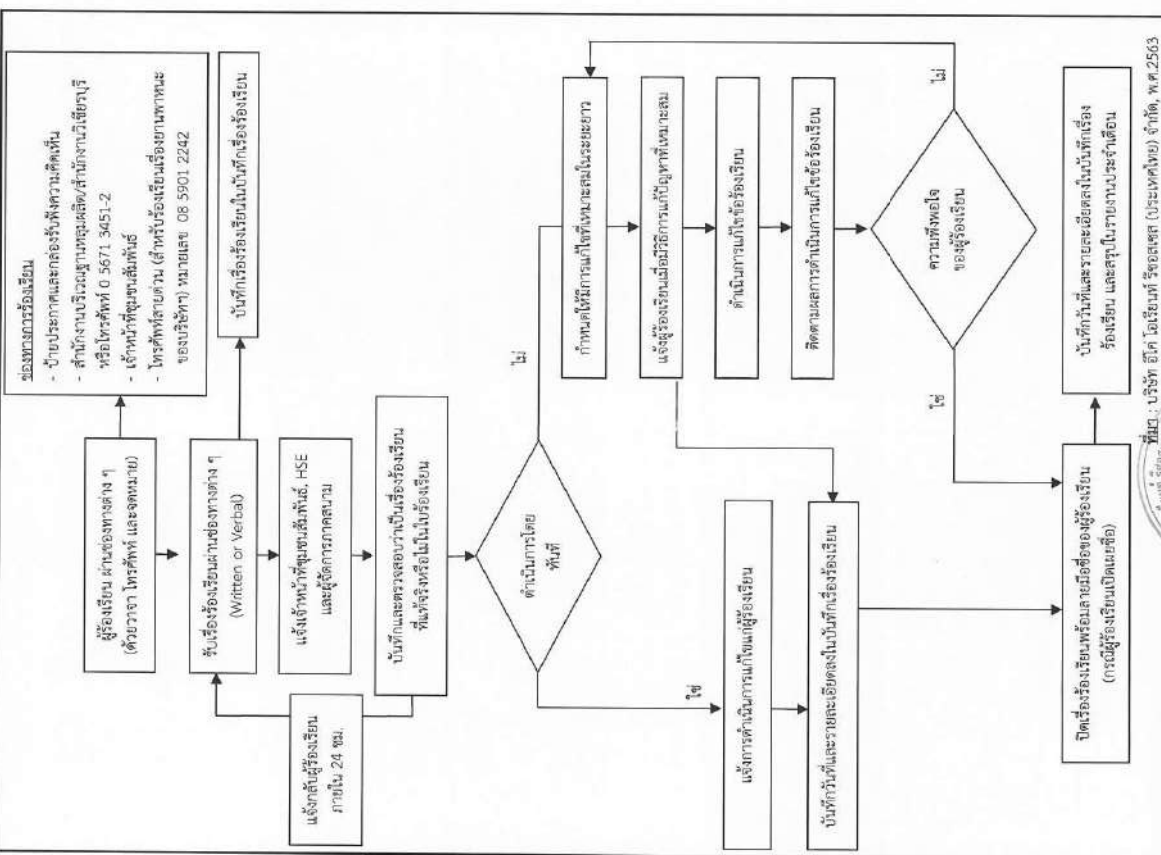 ช่องทางการร้องเรียน
- ป้ายประกาศและกล่องรับฟังความคิดเห็น
- สำนักงานบริเวณฐานหลุมผลิต/สำนักงานวิเชียรบุรี
หรือโทรศัพท์ 0 5671 3451-2
- เจ้าหน้าที่ชุมชนสัมพันธ์
- โทรศัพท์สายด่วน (สำหรับร้องเรียนเรื่องยานพาหนะ
ของบริษัทฯ) หมายเลข 08 5901 2242
ผู้ร้องเรียน ผ่านช่องทางต่าง ๆ
(ด้วยวาจา โทรศัพท์ และจดหมาย)
รับเรื่องร้องเรียนผ่านช่องทางต่าง ๆ
(Written or Verbal)
บันทึกเรื่องร้องเรียนในบันทึกเรื่องร้องเรียน
แจ้งเจ้าหน้าที่ชุมชนสัมพันธ์, HSE
และผู้จัดการภาคสนาม
แจ้งกลับผู้ร้องเรียน
ภายใน 24 ชม.
บันทึกและตรวจสอบว่าเป็นเรื่องร้องเรียน
ที่แท้จริงหรือไม่ในใบร้องเรียน
ดำเนินการโดย
ทันที
ใช่
ไม่
แจ้งการดำเนินการแก้ไขแก่ผู้ร้องเรียน
บันทึกวันที่และรายละเอียดลงในบันทึกเรื่องร้องเรียน
กำหนดให้มีการแก้ไขที่เหมาะสมในระยะยาว
แจ้งผู้ร้องเรียนเมื่อมีวิธีการแก้ปัญหาที่เหมาะสม
ดำเนินการแก้ไขข้อร้องเรียน
ติดตามผลการดำเนินการแก้ไขข้อร้องเรียน
ความพึงพอใจ
ของผู้ร้องเรียน
ใช่
ไม่
ปิดเรื่องร้องเรียนพร้อมลายมือชื่อของผู้ร้องเรียน
(กรณีผู้ร้องเรียนเปิดเผยชื่อ)
บันทึกวันที่และรายละเอียดลงในบันทึกเรื่อง
ร้องเรียน และสรุปในรายงานประจำเดือน
ที่มา : บริษัท อีโค่ โอเรียนท์ รีซอสเซส (ประเทศไทย) จำกัด, พ.ศ.2563